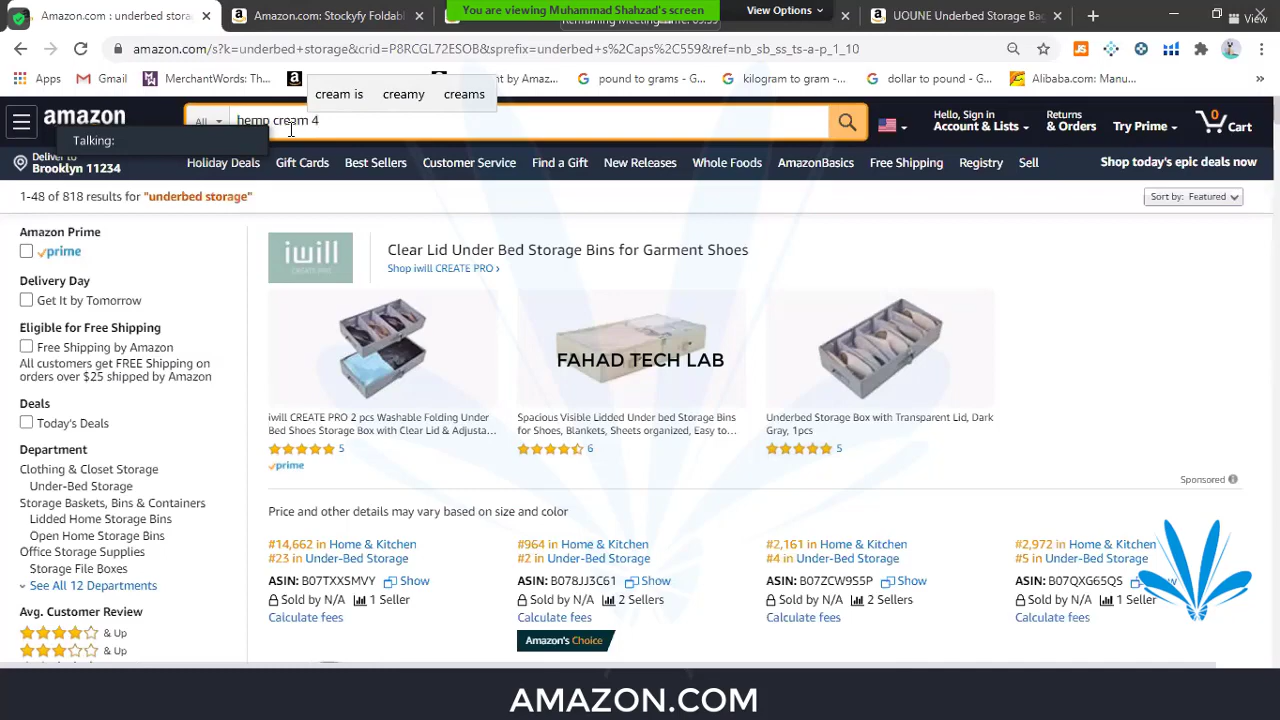 Amazon.com : underbed stora
Amazon.com: Stockyfy Foldabl
You are viewing Muhammad Shahzad's screen
View Options
UOUNE Underbed Storage Bag
amazon.com/s?k=underbed+storage&crid=P8RCGL72ESOB&sprefix=underbed+s%2Caps%2C559&ref=nb_sb_ss_ts-a-p_1_10
Apps
Gmail
MerchantWords: Th...
nt by Amaz...
pound to grams - G...
kilogram to gram -...
dollar to pound - G...
Alibaba.com: Manu...
cream is creamy creams
amazon
All
hemp cream 4
Hello, Sign in
Account & Lists
Returns
& Orders
Try Prime
0
Cart
Talking:
Deliver to
Brooklyn 11234
Holiday Deals Gift Cards Best Sellers Customer Service Find a Gift New Releases Whole Foods AmazonBasics Free Shipping Registry Sell
Shop today's epic deals now
1-48 of 818 results for "underbed storage"
Sort by: Featured
Amazon Prime
prime
Delivery Day
Get It by Tomorrow
Eligible for Free Shipping
Free Shipping by Amazon
All customers get FREE Shipping on
orders over $25 shipped by Amazon
Deals
Today's Deals
Department
Clothing & Closet Storage
Under-Bed Storage
Storage Baskets, Bins & Containers
Lidded Home Storage Bins
Open Home Storage Bins
Office Storage Supplies
Storage File Boxes
See All 12 Departments
Avg. Customer Review
& Up
& Up
iwill
CREATE PRO
Clear Lid Under Bed Storage Bins for Garment Shoes
Shop iwill CREATE PRO ›
FAHAD TECH LAB
iwill CREATE PRO 2 pcs Washable Folding Under
Bed Shoes Storage Box with Clear Lid & Adjusta...
5
prime
Spacious Visible Lidded Under bed Storage Bins
for Shoes, Blankets, Sheets organized, Easy to...
6
Underbed Storage Box with Transparent Lid, Dark
Gray, 1pcs
5
Sponsored
Price and other details may vary based on size and color
#14,662 in Home & Kitchen
#23 in Under-Bed Storage
ASIN: B07TXXSMVY Show
Sold by N/A 1 Seller
Calculate fees
#964 in Home & Kitchen
#2 in Under-Bed Storage
ASIN: B078JJ3C61 Show
Sold by N/A 2 Sellers
Calculate fees
Amazon's Choice
#2,161 in Home & Kitchen
#4 in Under-Bed Storage
ASIN: B07ZCW9S5P Show
Sold by N/A 2 Sellers
Calculate fees
#2,972 in Home & Kitchen
#5 in Under-Bed Storage
ASIN: B07QXG65QS
Sold by N/A 1 Seller
Calculate fees
AMAZON.COM